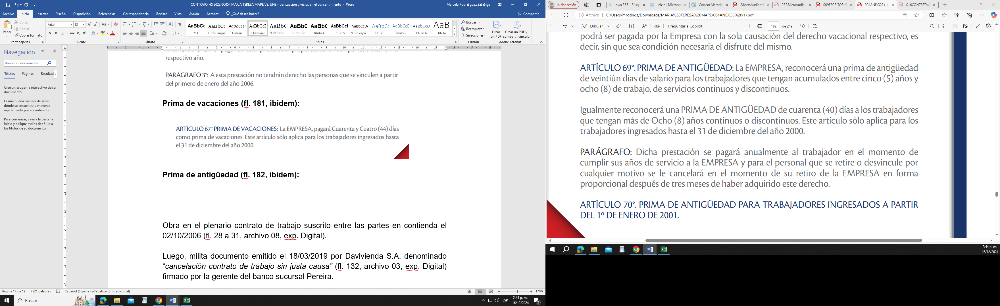 CONTRATO HS 2022-00054 MARIA TERESA MAPE VS. UNE - transacción y vicios en el consentimiento - Word
Marcela Rodr�guez Z��iga
Archivo Inicio Insertar Diseño Disposición Referencias Correspondencia Revisar Vista Ayuda Acrobat ¿Qué desea hacer? Compartir
Pegar
Cortar
Copiar
Copiar formato
Portapapeles
Arial 12
N K S abc x₂ x²
Fuente
Párrafo
AaBbCc AaBbCc AaBbCcD AaBbCcI AaBbC AaBbC AaBbC AaBbCcI AaBbCcDc AaBbC AaBbCcE AaBbCcD AaB
¶ 1 Citas largas Énfasis ¶ Normal ¶ Párrafo... Subtítulo Título 4 Título 5 ¶ Sin espa... Título 1 Título 2 Título 6 Título
Estilos
Buscar
Reemplazar
Seleccionar
Edición
Crear un PDF
Crear un PDF y compartir vínculo
Adobe Acrobat
Navegación
Buscar en documento
Títulos Páginas Resultad
Cree un esquema interactivo de su
documento.
Es una buena manera de saber
dónde se encuentra o moverse
rápidamente por el contenido.
Para comenzar, vaya a la pestaña
Inicio y aplique estilos de título a
los títulos de su documento.
respectivo año.
PARÁGRAFO 3°: A esta prestación no tendrán derecho las personas que se vinculen a partir
del primero de enero del año 2006.
Prima de vacaciones (fl. 181, ibidem):
ARTÍCULO 67° PRIMA DE VACACIONES: La EMPRESA, pagará Cuarenta y Cuatro (44) días
como prima de vacaciones. Este artículo sólo aplica para los trabajadores ingresados hasta
el 31 de diciembre del año 2000.
Prima de antigüedad (fl. 182, ibidem):
Obra en el plenario contrato de trabajo suscrito entre las partes en contienda el
02/10/2006 (fl. 28 a 31, archivo 08, exp. Digital).
Luego, milita documento emitido el 18/03/2019 por Davivienda S.A. denominado
“cancelación contrato de trabajo sin justa causa” (fl. 132, archivo 03, exp. Digital)
firmado por la gerente del banco sucursal Pereira.
Página 14 de 19 7521 palabras Español (España - alfabetización tradicional) 170%
Buscar
ESP
2:44 p. m.
16/12/2024
Iniciar sesión
owa 365 - Búsq
Inicio | Microsof
Correo: Marcela
28ActaAudienc
2323ActaAudie
009ESCRITOSUB
004ANEXOS (1)
016CONTESTAC
Archivo C:/Users/mrodrigz/Downloads/MARIA%20TERESA%20MAPE/004ANEXOS%20(1).pdf
Dibujar
Preguntar a Copilot
182 de 219
podrá ser pagada por la Empresa con la sola causación del derecho vacacional respectivo, es
decir, sin que sea condición necesaria el disfrute del mismo.
ARTÍCULO 69°. PRIMA DE ANTIGÜEDAD: La EMPRESA, reconocerá una prima de antigüedad
de veintiún días de salario para los trabajadores que tengan acumulados entre cinco (5) años y
ocho (8) de trabajo, de servicios continuos y discontinuos.
Igualmente reconocerá una PRIMA DE ANTIGÜEDAD de cuarenta (40) días a los trabajadores
que tengan más de Ocho (8) años continuos o discontinuos. Este artículo sólo aplica para los
trabajadores ingresados hasta el 31 de diciembre del año 2000.
PARÁGRAFO: Dicha prestación se pagará anualmente al trabajador en el momento de
cumplir sus años de servicio a la EMPRESA y para el personal que se retire o desvincule por
cualquier motivo se le cancelará en el momento de su retiro de la EMPRESA en forma
proporcional después de tres meses de haber adquirido este derecho.
ARTÍCULO 70°. PRIMA DE ANTIGÜEDAD PARA TRABAJADORES INGRESADOS A PARTIR
DEL 1º DE ENERO DE 2001.
2:44 p. m.
16/12/2024